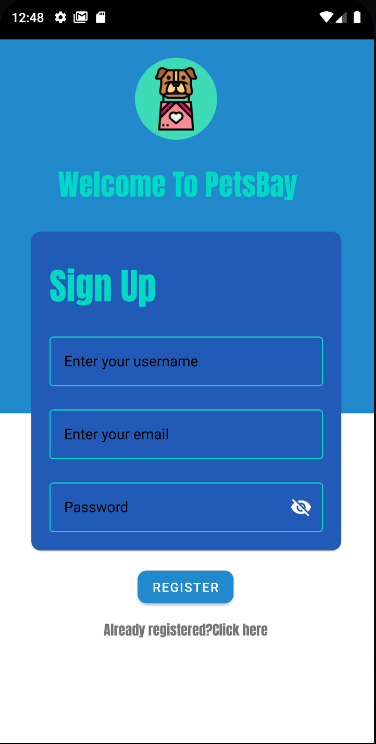 12:48
Welcome To PetsBay
Sign Up
Enter your username
Enter your email
Password
REGISTER
Already registered?Click here